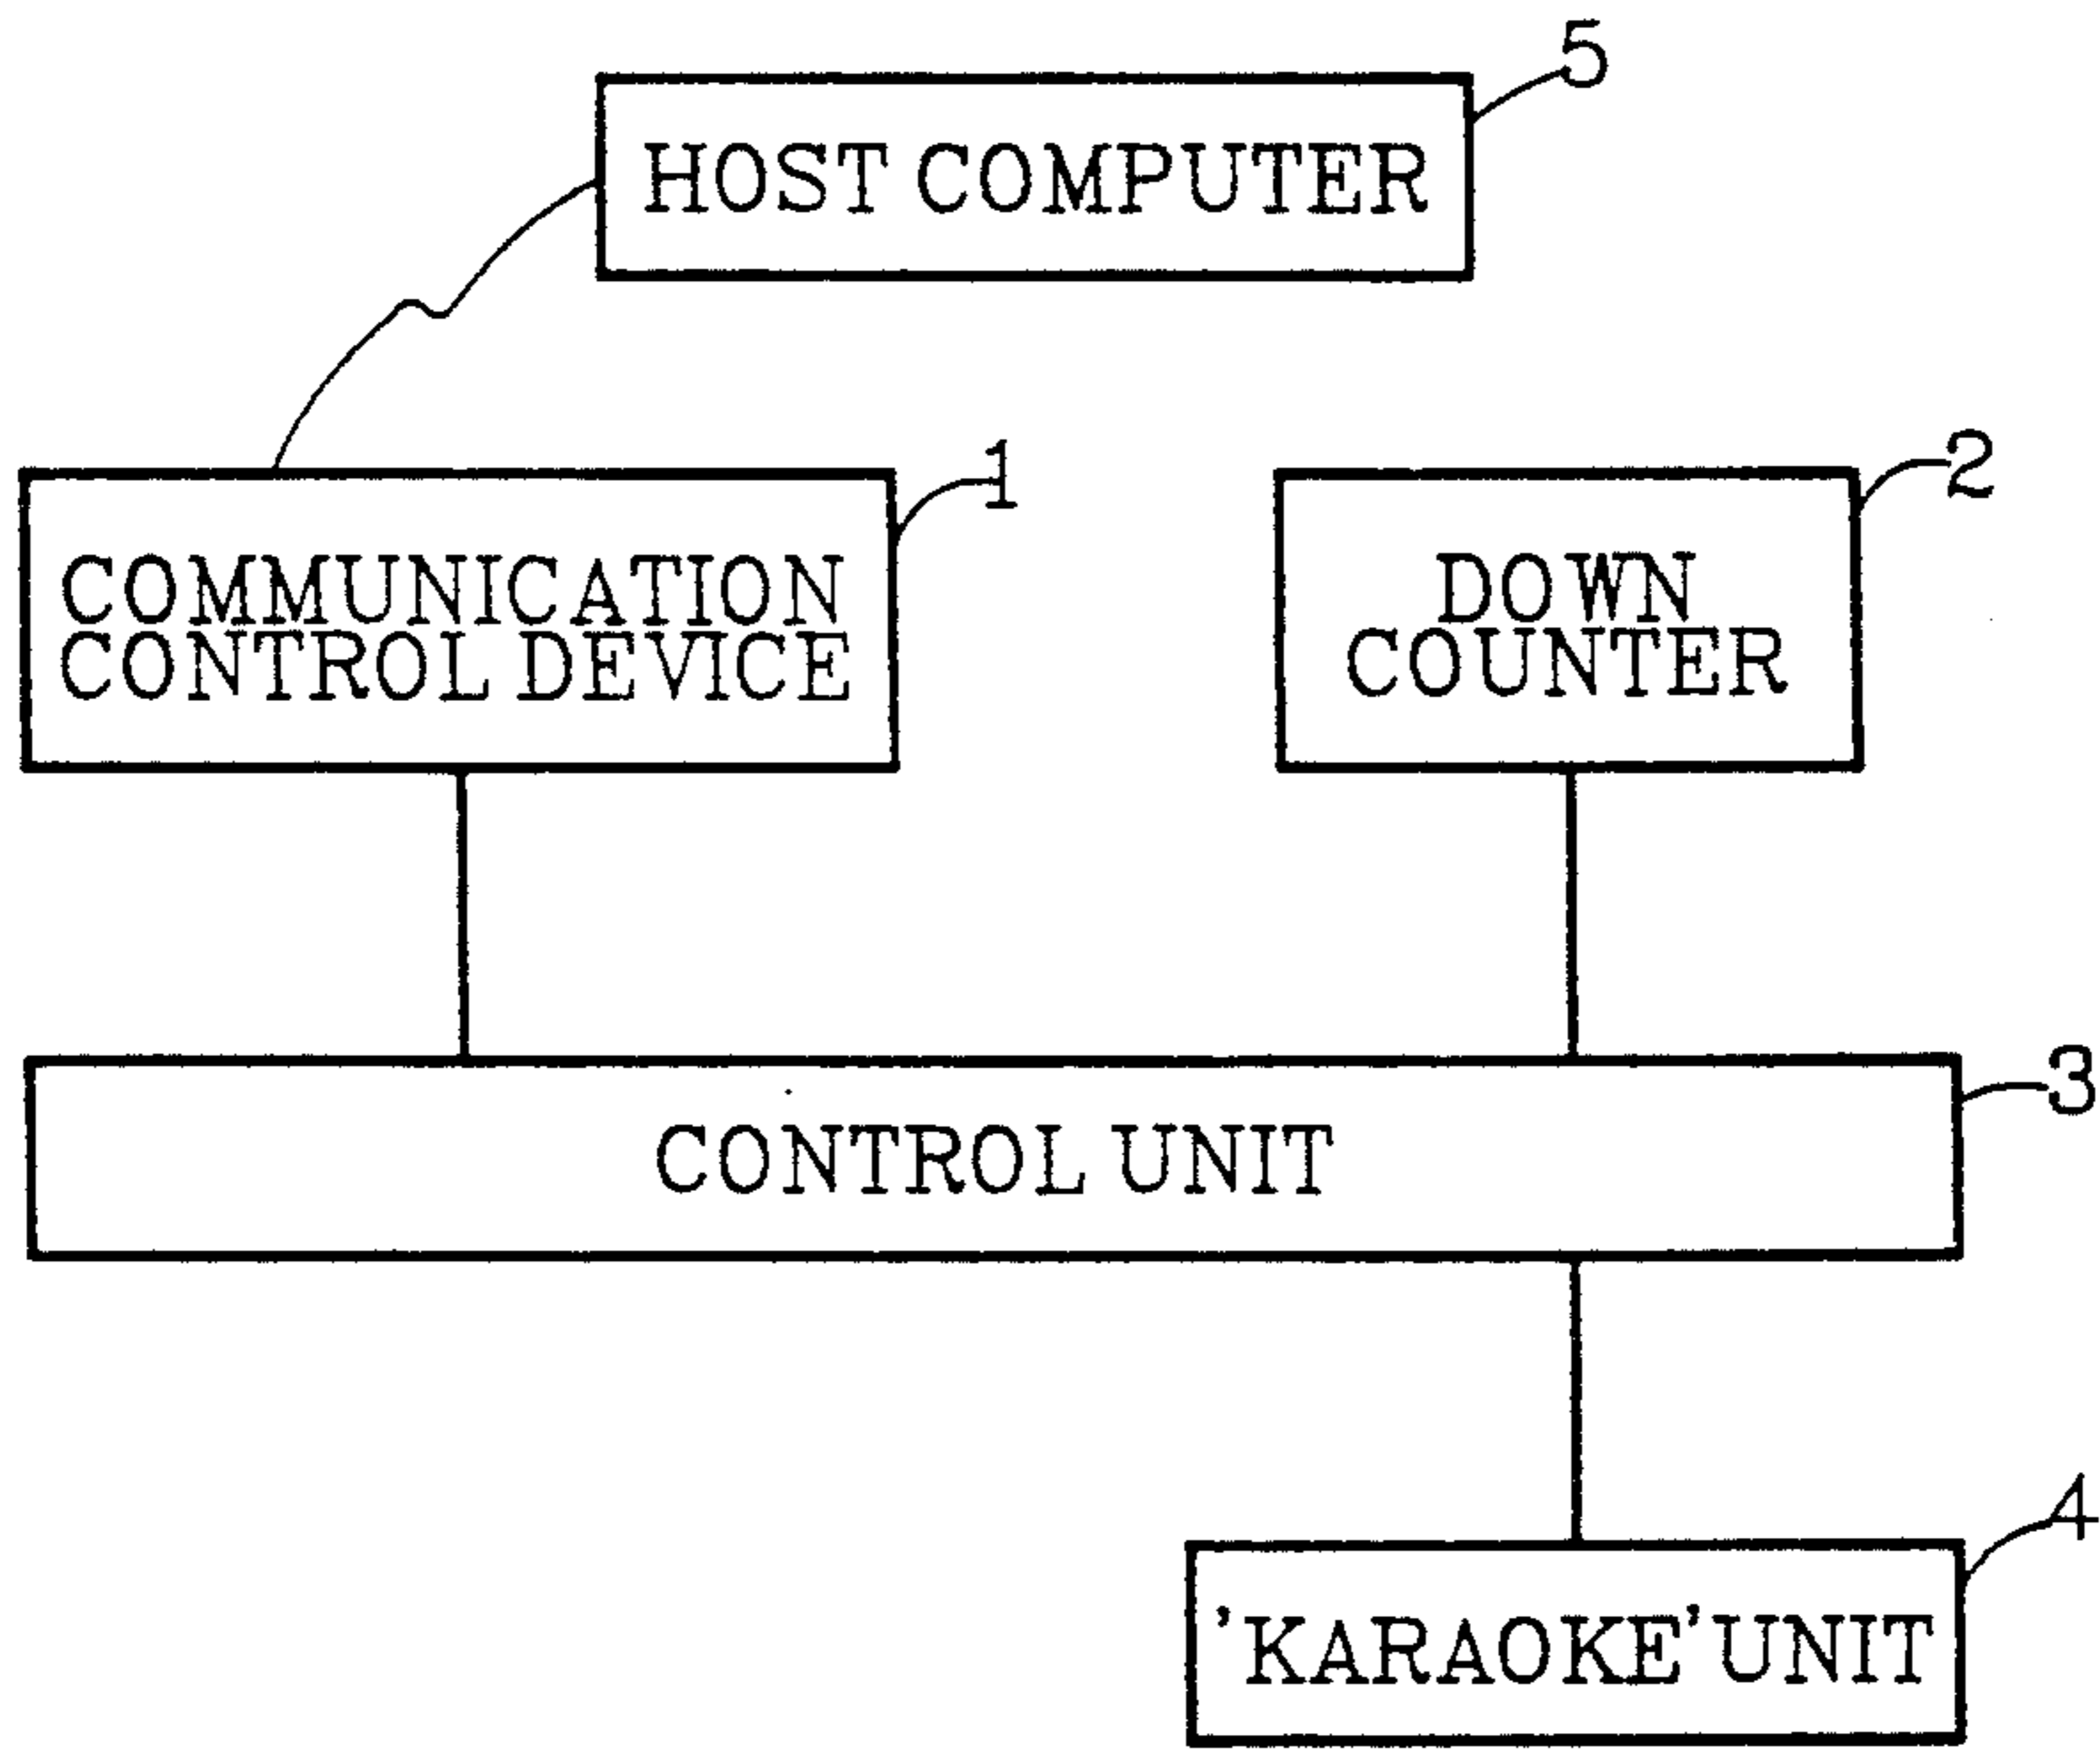 5
HOST COMPUTER
1
2
COMMUNICATION
CONTROL DEVICE
DOWN
COUNTER
3
CONTROL UNIT
4
'KARAOKE' UNIT